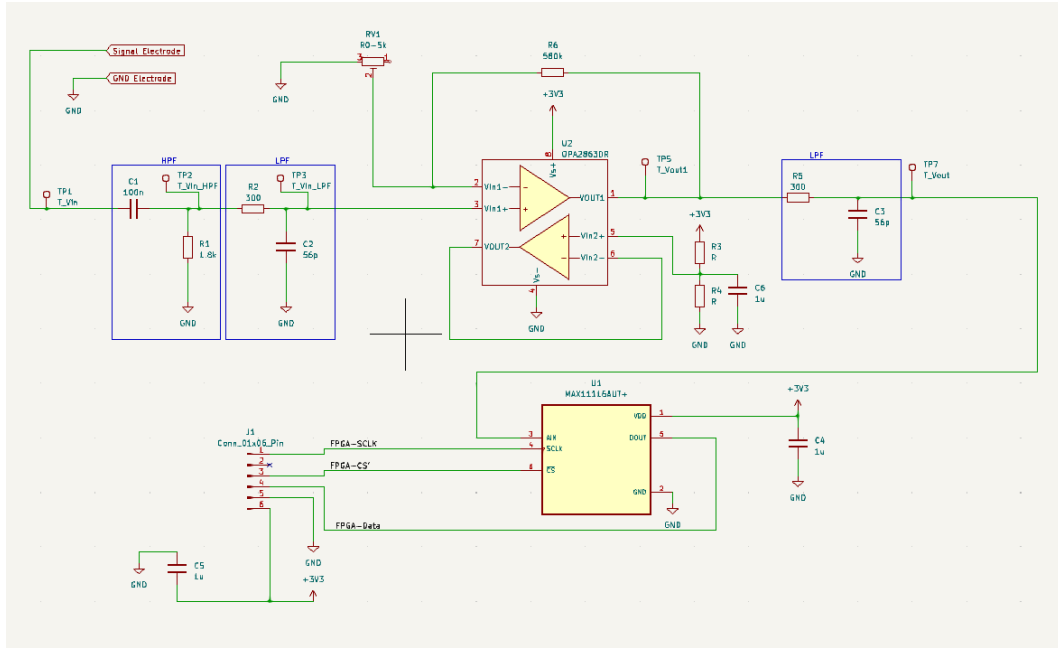 Signal Electrode
GND Electrode
GND
RV1
R0-5k
3
1
2
GND
R6
560k
+3V3
U2
OPA2863DR
8
Vs+
2
Vin1-
3
Vin1+
VOUT1
1
7
VOUT2
Vin2+
5
Vin2-
6
Vs-
4
GND
TP1
T_Vin
HPF
C1
100n
TP2
T_Vin_HPF
R1
1.8k
GND
LPF
R2
300
TP3
T_Vin_LPF
C2
56p
GND
TP5
T_Vout1
+3V3
R3
R
R4
R
C6
1u
GND
GND
LPF
R5
300
C3
56p
GND
TP7
T_Vout
U1
MAX11116AUT+
3
AIN
4
SCLK
6
CS
VDD
1
DOUT
5
GND
2
GND
+3V3
C4
1u
GND
J1
Conn_01x06_Pin
1
2
3
4
5
6
FPGA-SCLK
FPGA-CS'
FPGA-Data
GND
+3V3
C5
1u
GND